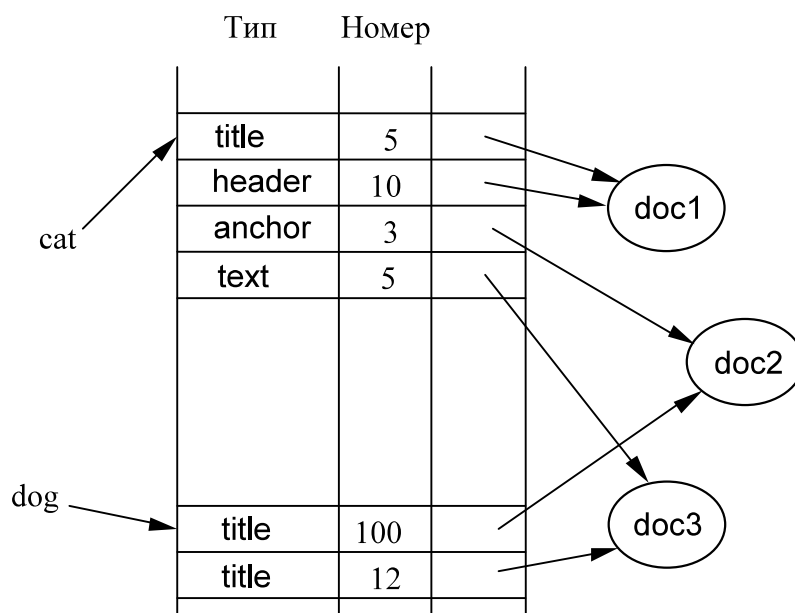 Тип Номер
title 5
header 10
doc1
anchor 3
cat
text 5
doc2
dog
title 100
doc3
title 12